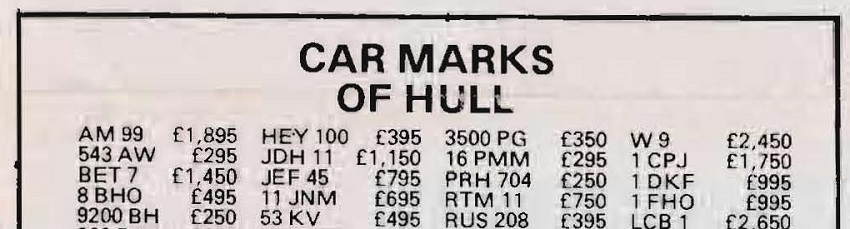 CAR MARKS
OF HULL
AM 99 £1,895 HEY 100 £395 3500 PG £350 W 9 £2,450
543 AW £295 JDH 11 £1,150 16 PMM £295 1 CPJ £1,750
BET 7 £1,450 JEF 45 £795 PRH 704 £250 1 DKF £995
8 BHO £495 11 JNM £695 RTM 11 £750 1 FHO £995
9200 BH £250 53 KV £495 RUS 208 £395 LCB 1 £2,650